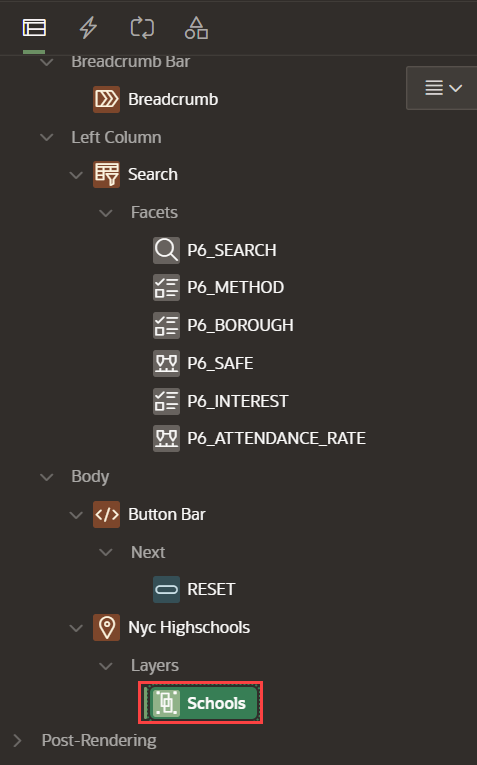 Breadcrumb Bar
Breadcrumb
Left Column
Search
Facets
P6_SEARCH
P6_METHOD
P6_BOROUGH
P6_SAFE
P6_INTEREST
P6_ATTENDANCE_RATE
Body
Button Bar
Next
RESET
Nyc Highschools
Layers
Schools
Post-Rendering